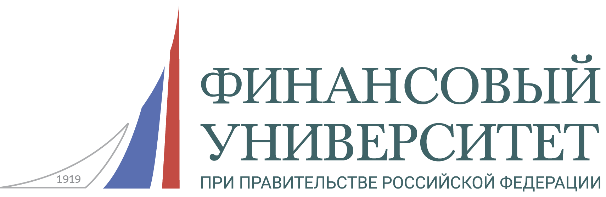 1919
ФИНАНСОВЫЙ
УНИВЕРСИТЕТ
ПРИ ПРАВИТЕЛЬСТВЕ РОССИЙСКОЙ ФЕДЕРАЦИИ